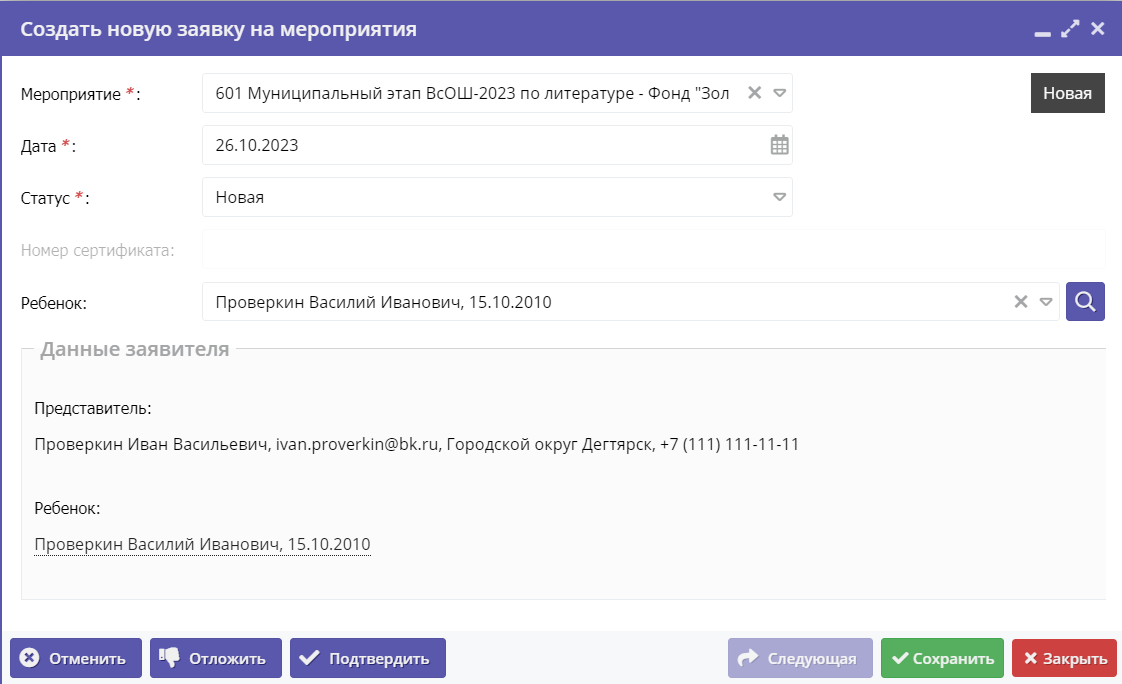 Создать новую заявку на мероприятия
Мероприятие *:
601 Муниципальный этап ВсОШ-2023 по литературе - Фонд "Зол
Новая
Дата *:
26.10.2023
Статус *:
Новая
Номер сертификата:
Ребенок:
Проверкин Василий Иванович, 15.10.2010
Данные заявителя
Представитель:
Проверкин Иван Васильевич, ivan.proverkin@bk.ru, Городской округ Дегтярск, +7 (111) 111-11-11
Ребенок:
Проверкин Василий Иванович, 15.10.2010
Отменить
Отложить
Подтвердить
Следующая
Сохранить
Закрыть